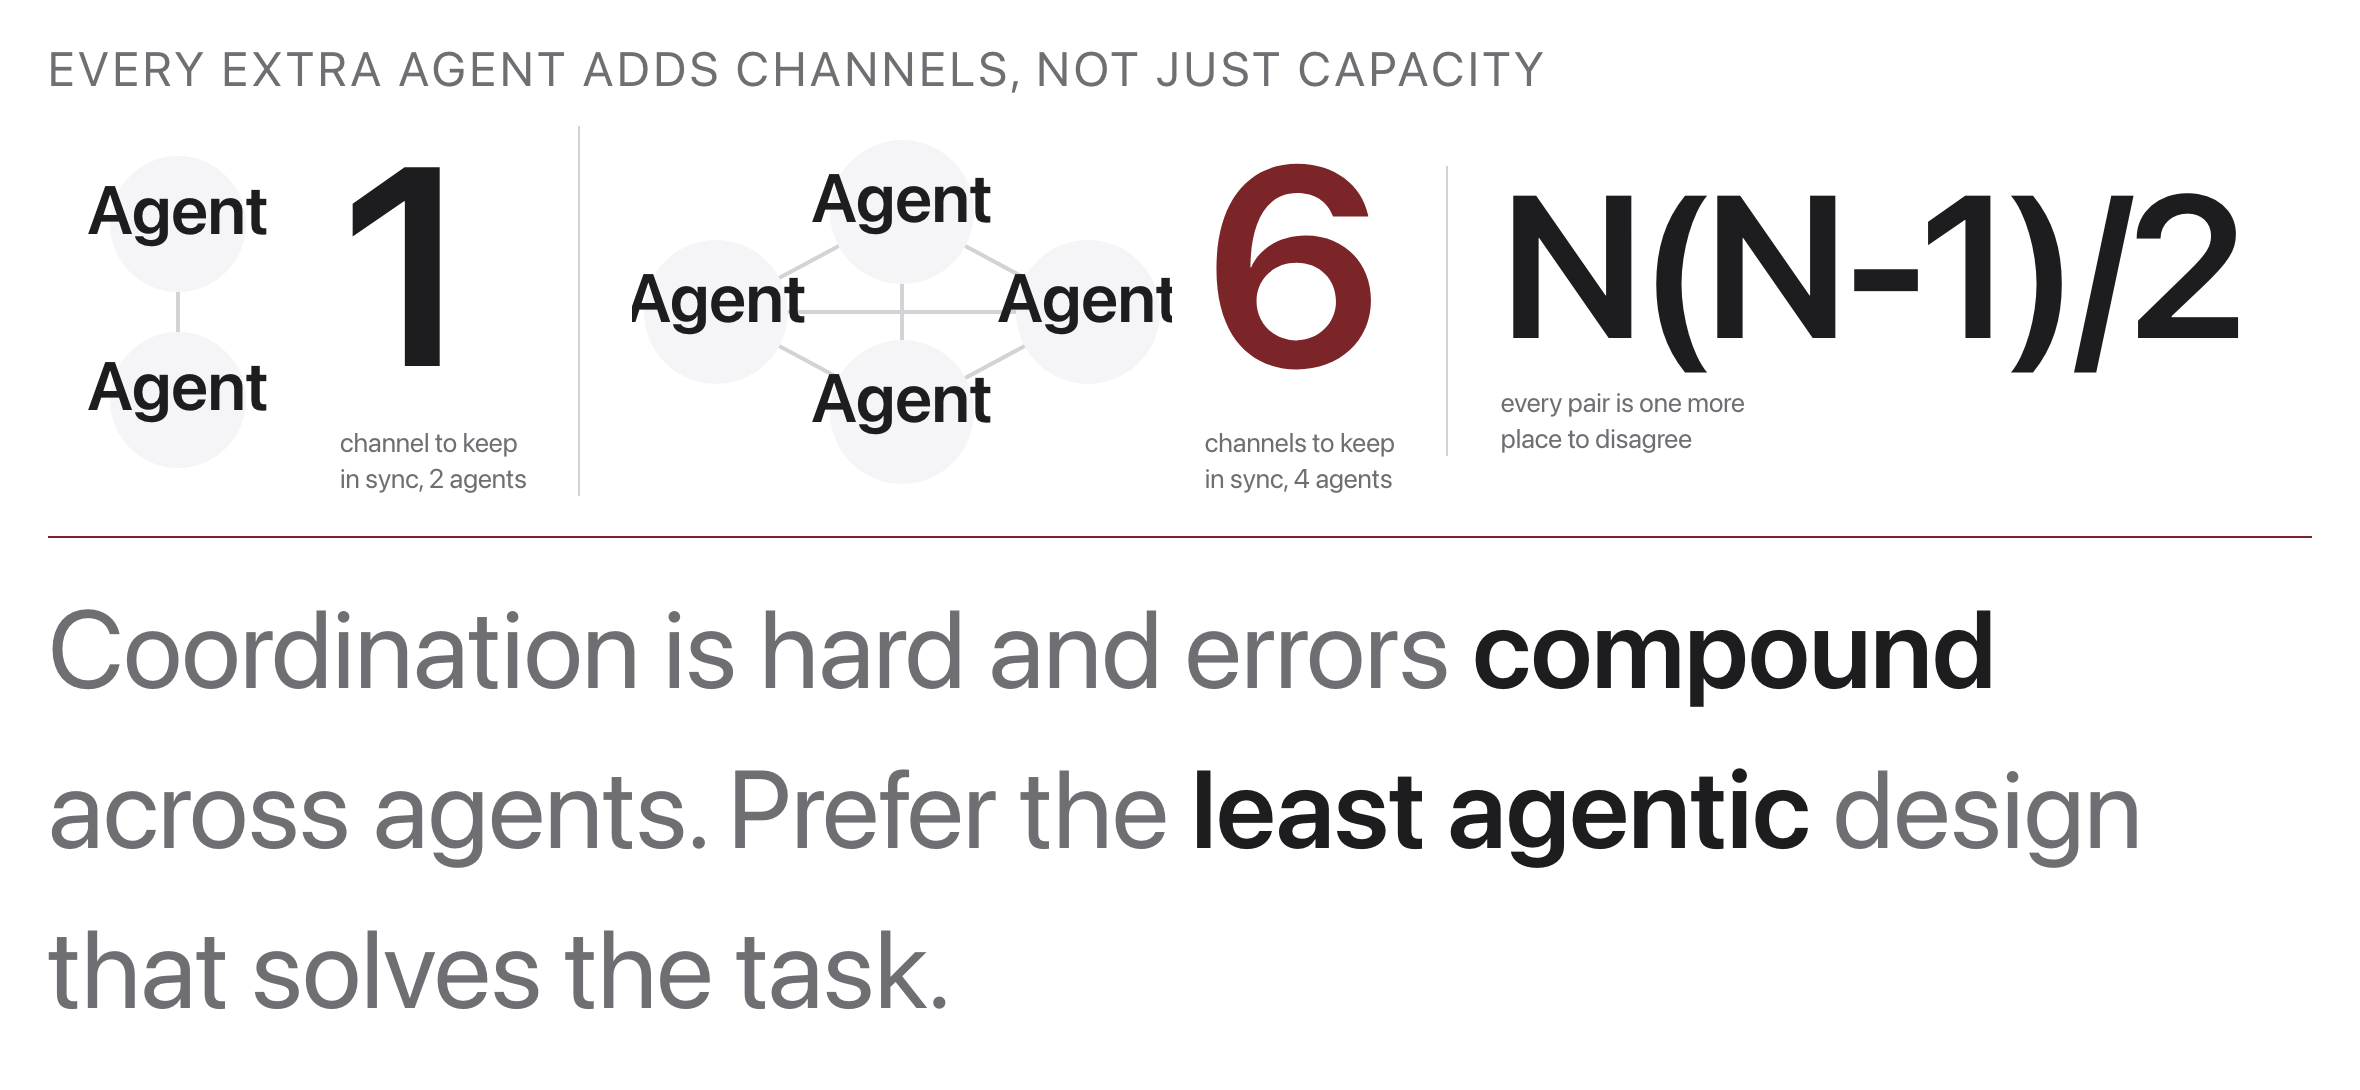 EVERY EXTRA AGENT ADDS CHANNELS, NOT JUST CAPACITY
Agent
Agent
1
channel to keep
in sync, 2 agents
Agent
Agent
Agent
Agent
6
channels to keep
in sync, 4 agents
N(N-1)/2
every pair is one more
place to disagree
Coordination is hard and errors compound
across agents. Prefer the least agentic design
that solves the task.